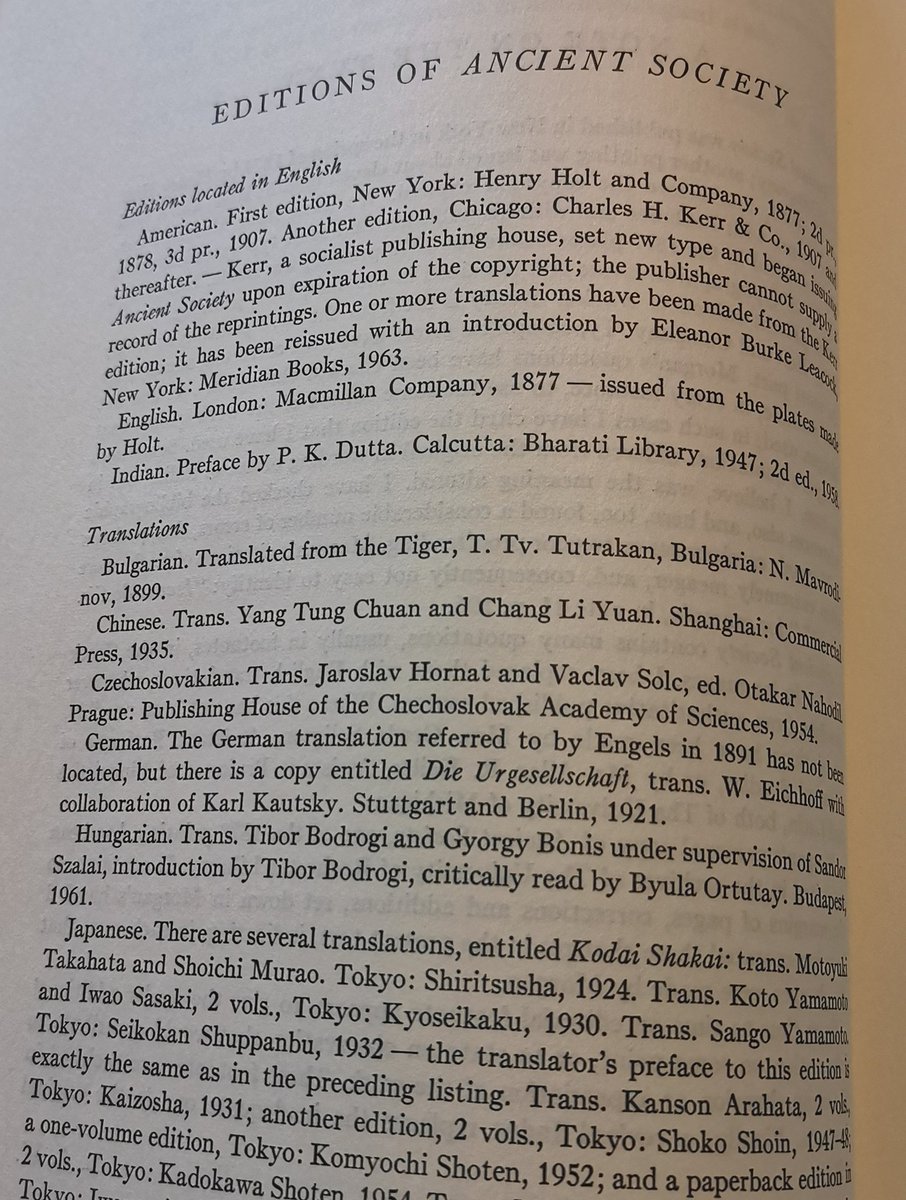 EDITIONS OF ANCIENT SOCIETY
Editions located in English
American. First edition, New York: Henry Holt and Company, 1877; 2d pr.,
1878, 3d pr., 1907. Another edition, Chicago: Charles H. Kerr & Co., 1907 and
thereafter. — Kerr, a socialist publishing house, set new type and began issuing
Ancient Society upon expiration of the copyright; the publisher cannot supply a
record of the reprintings. One or more translations have been made from the Kerr
edition; it has been reissued with an introduction by Eleanor Burke Leacock,
New York: Meridian Books, 1963.
English. London: Macmillan Company, 1877 — issued from the plates made
by Holt.
Indian. Preface by P. K. Dutta. Calcutta: Bharati Library, 1947; 2d ed., 1958.
Translations
Bulgarian. Translated from the Tiger, T. Tv. Tutrakan, Bulgaria: N. Mavrodi-
nov, 1899.
Chinese. Trans. Yang Tung Chuan and Chang Li Yuan. Shanghai: Commercial
Press, 1935.
Czechoslovakian. Trans. Jaroslav Hornat and Vaclav Solc, ed. Otakar Nahodil
Prague: Publishing House of the Chechoslovak Academy of Sciences, 1954.
German. The German translation referred to by Engels in 1891 has not been
located, but there is a copy entitled Die Urgesellschaft, trans. W. Eichhoff with
collaboration of Karl Kautsky. Stuttgart and Berlin, 1921.
Hungarian. Trans. Tibor Bodrogi and Gyorgy Bonis under supervision of Sandor
Szalai, introduction by Tibor Bodrogi, critically read by Byula Ortutay. Budapest,
1961.
Japanese. There are several translations, entitled Kodai Shakai: trans. Motoyuki
Takahata and Shoichi Murao. Tokyo: Shiritsusha, 1924. Trans. Koto Yamamoto
and Iwao Sasaki, 2 vols., Tokyo: Kyoseikaku, 1930. Trans. Sango Yamamoto.
Tokyo: Seikokan Shuppanbu, 1932 — the translator's preface to this edition is
exactly the same as in the preceding listing. Trans. Kanson Arahata, 2 vols.,
Tokyo: Kaizosha, 1931; another edition, 2 vols., Tokyo: Shoko Shoin, 1947-48;
a one-volume edition, Tokyo: Komyochi Shoten, 1952; and a paperback edition in
2 vols., Tokyo: Kadokawa Shoten, 1954.
Tokyo: